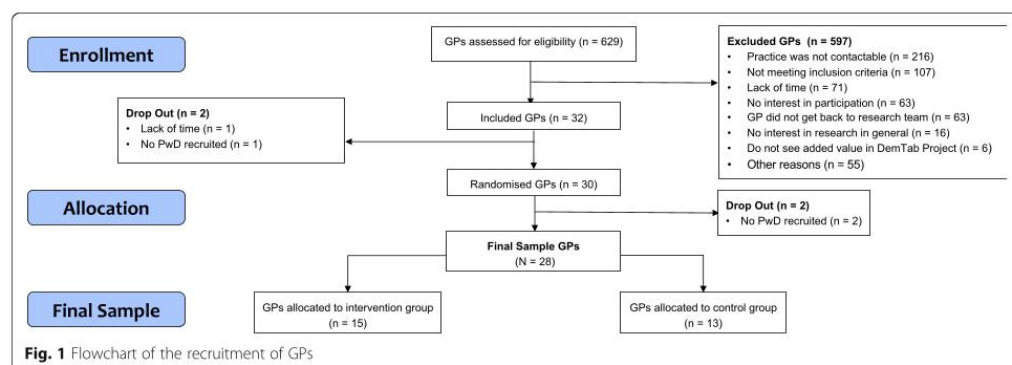 Enrollment
GPs assessed for eligibility (n = 629)
Excluded GPs (n = 597)
• Practice was not contactable (n = 216)
• Not meeting inclusion criteria (n = 107)
• Lack of time (n = 71)
• No interest in participation (n = 63)
• GP did not get back to research team (n = 63)
• No interest in research in general (n = 16)
• Do not see added value in DemTab Project (n = 6)
• Other reasons (n = 55)
Included GPs (n = 32)
Drop Out (n = 2)
• Lack of time (n = 1)
• No PwD recruited (n = 1)
Randomised GPs (n = 30)
Allocation
Drop Out (n = 2)
• No PwD recruited (n = 2)
Final Sample GPs
(N = 28)
Final Sample
GPs allocated to intervention group
(n = 15)
GPs allocated to control group
(n = 13)
Fig. 1 Flowchart of the recruitment of GPs